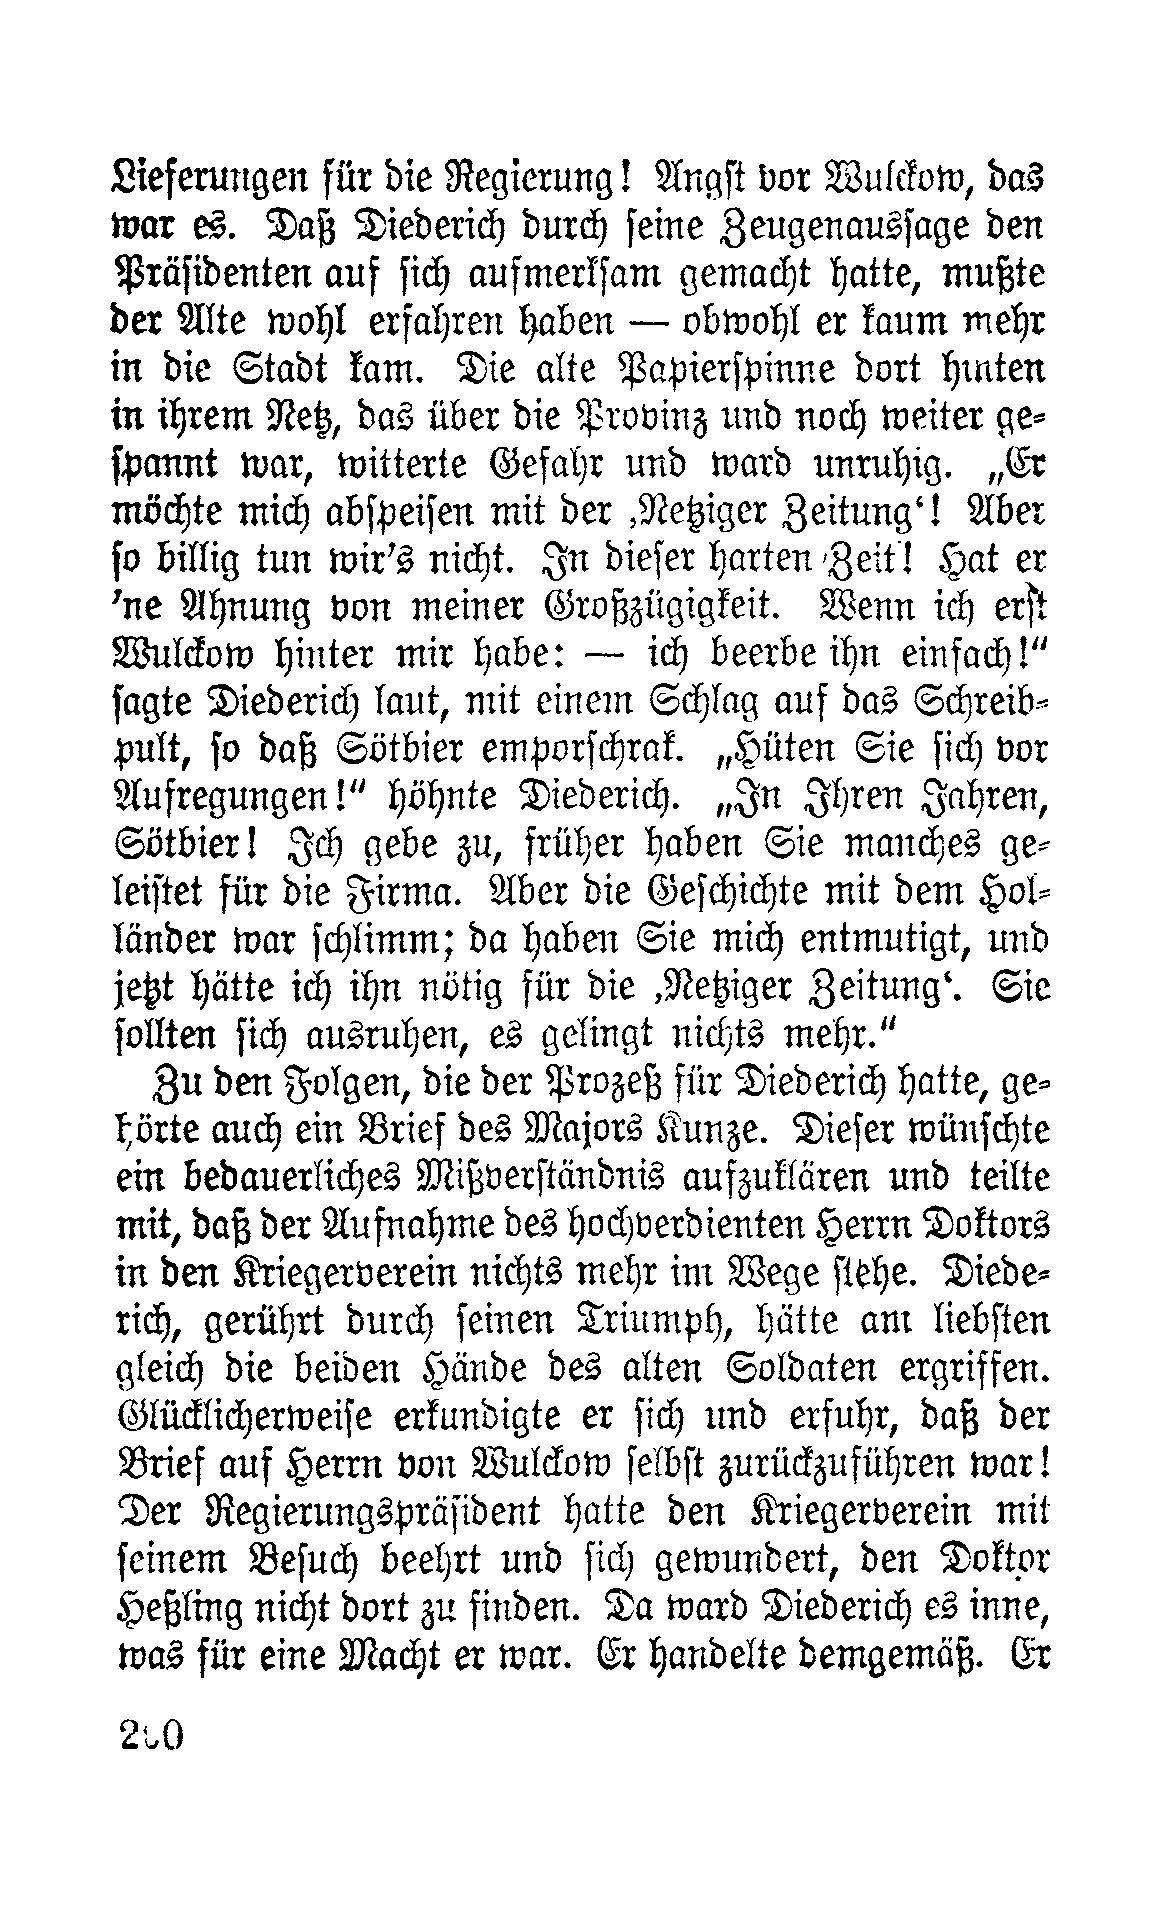 Lieferungen für die Regierung! Angst vor Wulckow, das
war es. Daß Diederich durch seine Zeugenaussage den
Präsidenten auf sich aufmerksam gemacht hatte, mußte
der Alte wohl erfahren haben — obwohl er kaum mehr
in die Stadt kam. Die alte Papierspinne dort hinten
in ihrem Netz, das über die Provinz und noch weiter ge-
spannt war, witterte Gefahr und ward unruhig. „Er
möchte mich abspeisen mit der ‚Netziger Zeitung‘! Aber
so billig tun wir's nicht. In dieser harten Zeit! Hat er
'ne Ahnung von meiner Großzügigkeit. Wenn ich erst
Wulckow hinter mir habe: — ich beerbe ihn einfach!“
sagte Diederich laut, mit einem Schlag auf das Schreib-
pult, so daß Sötbier emporschrak. „Hüten Sie sich vor
Aufregungen!“ höhnte Diederich. „In Ihren Jahren,
Sötbier! Ich gebe zu, früher haben Sie manches ge-
leistet für die Firma. Aber die Geschichte mit dem Hol-
länder war schlimm; da haben Sie mich entmutigt, und
jetzt hätte ich ihn nötig für die ‚Netziger Zeitung‘. Sie
sollten sich ausruhen, es gelingt nichts mehr.“
Zu den Folgen, die der Prozeß für Diederich hatte, ge-
hörte auch ein Brief des Majors Kunze. Dieser wünschte
ein bedauerliches Mißverständnis aufzuklären und teilte
mit, daß der Aufnahme des hochverdienten Herrn Doktors
in den Kriegerverein nichts mehr im Wege stehe. Diede-
rich, gerührt durch seinen Triumph, hätte am liebsten
gleich die beiden Hände des alten Soldaten ergriffen.
Glücklicherweise erkundigte er sich und erfuhr, daß der
Brief auf Herrn von Wulckow selbst zurückzuführen war!
Der Regierungspräsident hatte den Kriegerverein mit
seinem Besuch beehrt und sich gewundert, den Doktor
Heßling nicht dort zu finden. Da ward Diederich es inne,
was für eine Macht er war. Er handelte demgemäß. Er